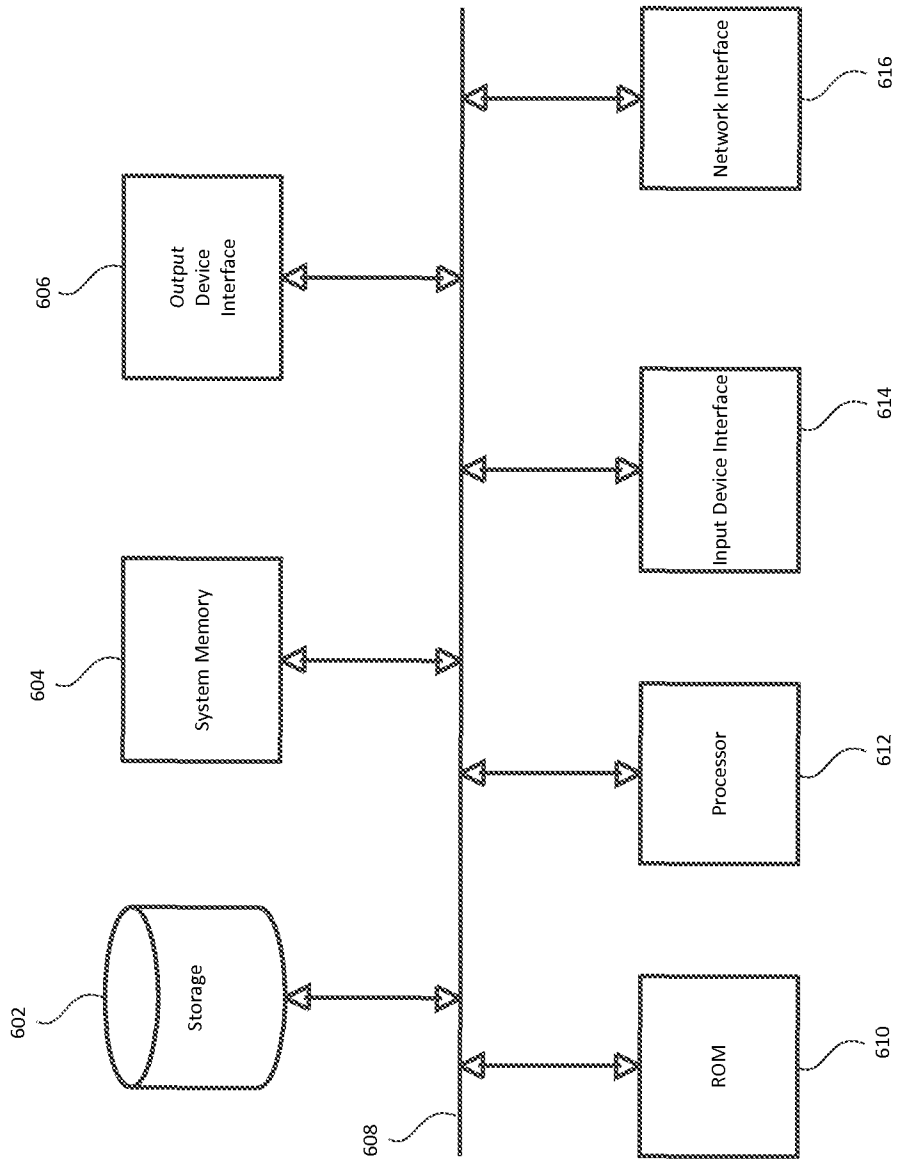 602
Storage
604
System Memory
606
Output
Device
Interface
608
610
ROM
612
Processor
614
Input Device Interface
616
Network Interface